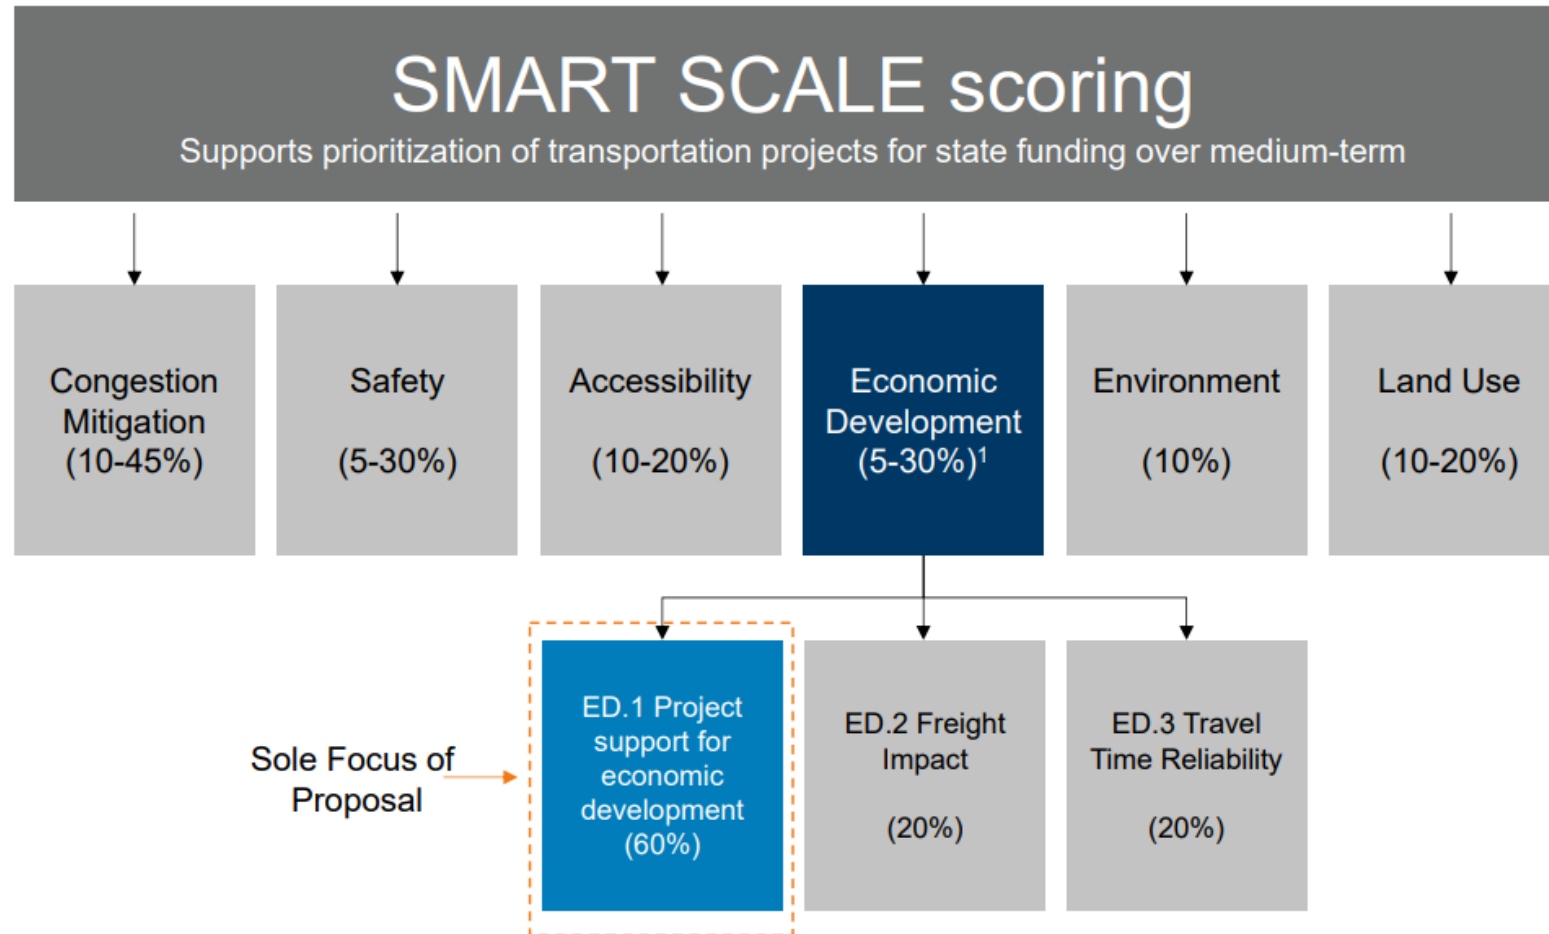 SMART SCALE scoring
Supports prioritization of transportation projects for state funding over medium-term
Congestion
Mitigation
(10-45%)
Safety
(5-30%)
Accessibility
(10-20%)
Economic
Development
(5-30%)¹
Environment
(10%)
Land Use
(10-20%)
Sole Focus of
Proposal
ED.1 Project
support for
economic
development
(60%)
ED.2 Freight
Impact
(20%)
ED.3 Travel
Time Reliability
(20%)